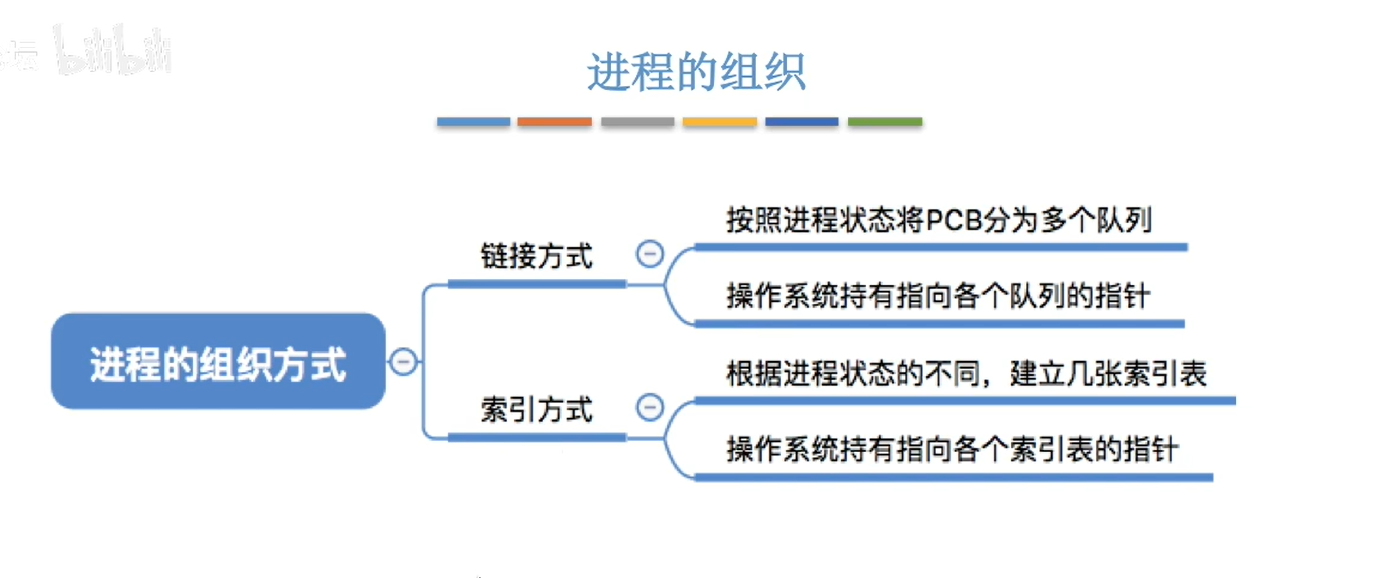 坛 bilibili
进程的组织
按照进程状态将PCB分为多个队列
链接方式
操作系统持有指向各个队列的指针
进程的组织方式
根据进程状态的不同，建立几张索引表
索引方式
操作系统持有指向各个索引表的指针